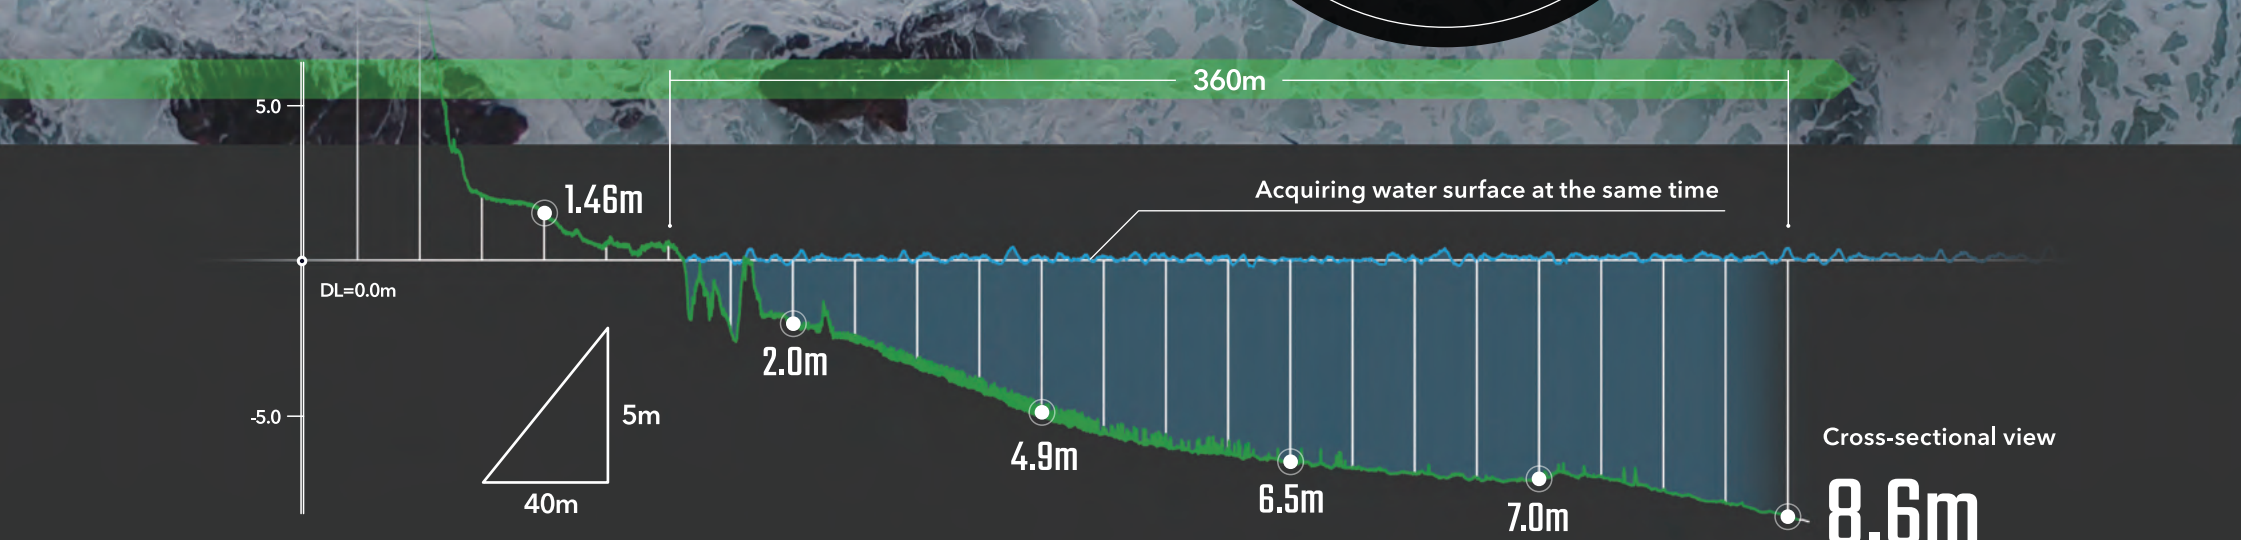 360m
5.0
1.46m
Acquiring water surface at the same time
DL=0.0m
2.0m
-5.0
5m
4.9m
Cross-sectional view
40m
6.5m
7.0m
8.6m